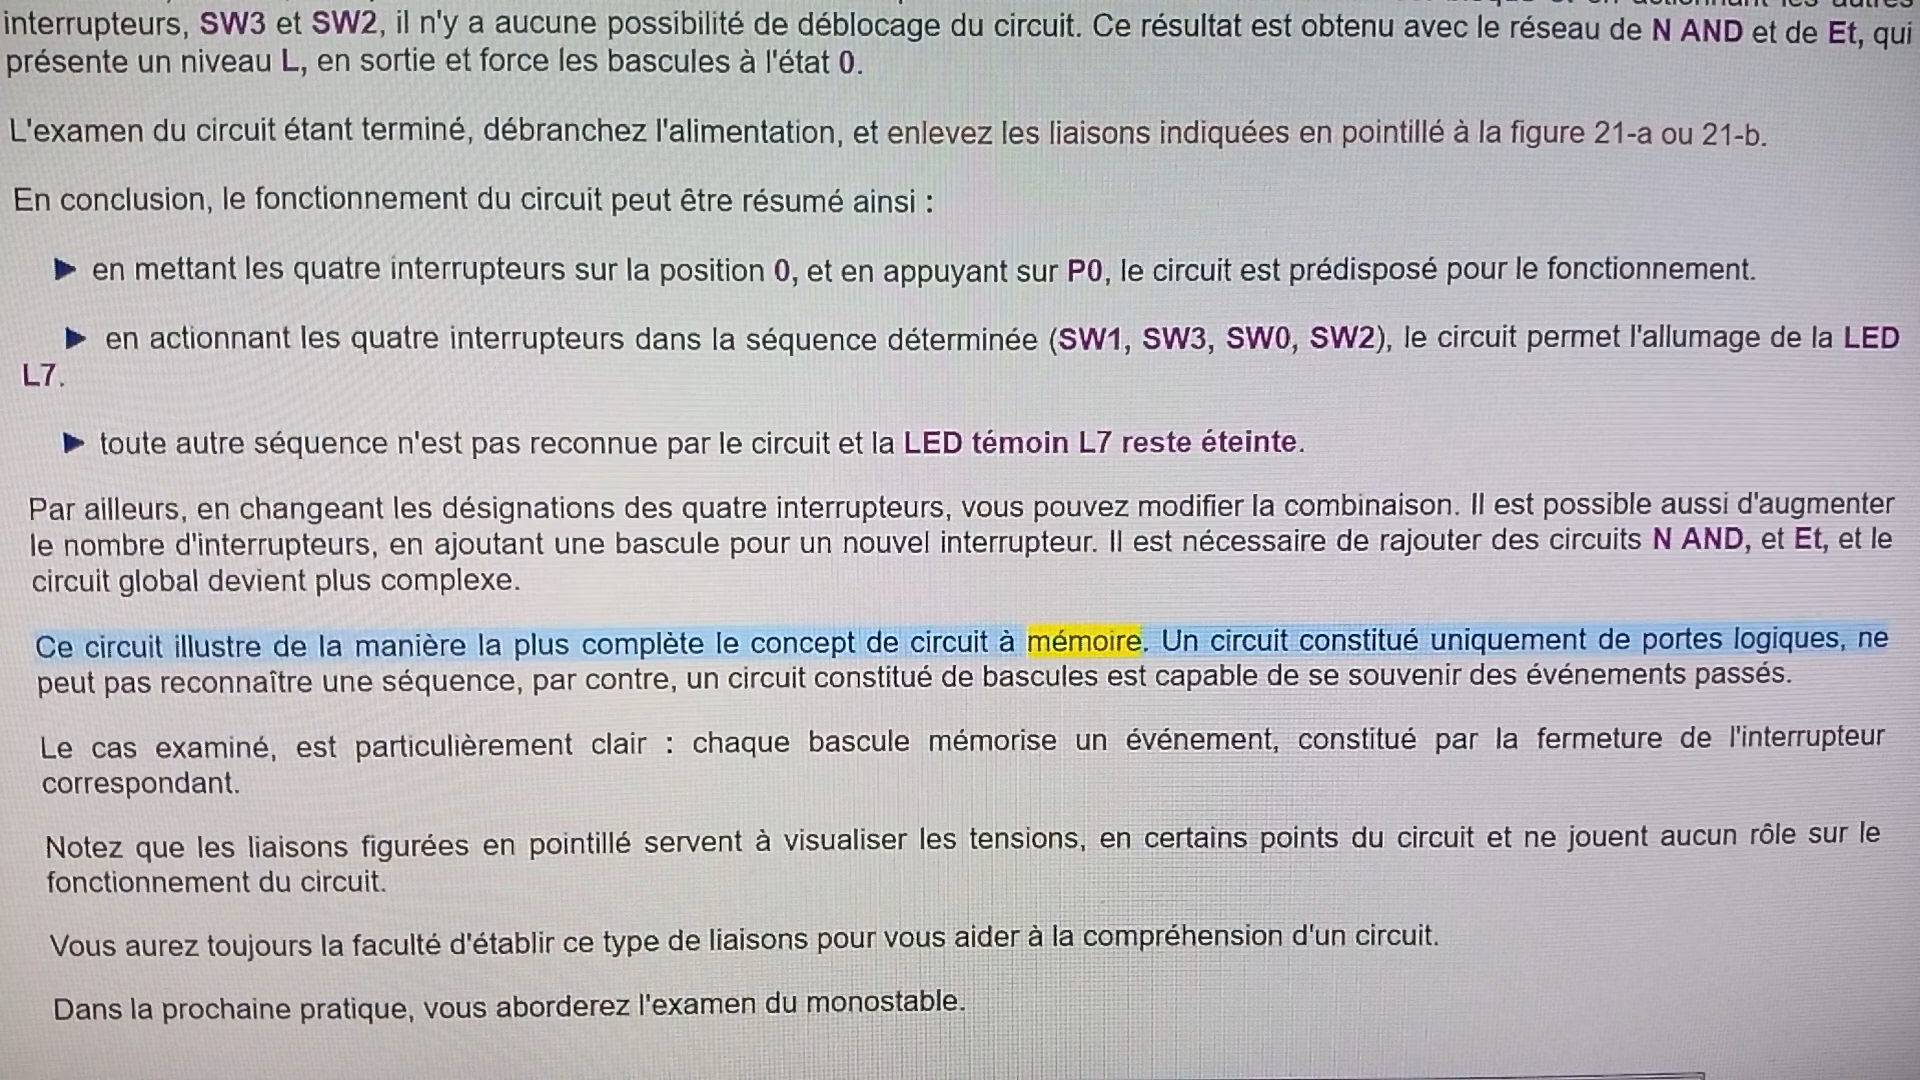 interrupteurs, SW3 et SW2, il n'y a aucune possibilité de déblocage du circuit. Ce résultat est obtenu avec le réseau de N AND et de Et, qui
présente un niveau L, en sortie et force les bascules à l'état 0.
L'examen du circuit étant terminé, débranchez l'alimentation, et enlevez les liaisons indiquées en pointillé à la figure 21-a ou 21-b.
En conclusion, le fonctionnement du circuit peut être résumé ainsi :
► en mettant les quatre interrupteurs sur la position 0, et en appuyant sur P0, le circuit est prédisposé pour le fonctionnement.
► en actionnant les quatre interrupteurs dans la séquence déterminée (SW1, SW3, SW0, SW2), le circuit permet l'allumage de la LED
L7.
► toute autre séquence n'est pas reconnue par le circuit et la LED témoin L7 reste éteinte.
Par ailleurs, en changeant les désignations des quatre interrupteurs, vous pouvez modifier la combinaison. Il est possible aussi d'augmenter
le nombre d'interrupteurs, en ajoutant une bascule pour un nouvel interrupteur. Il est nécessaire de rajouter des circuits N AND, et Et, et le
circuit global devient plus complexe.
Ce circuit illustre de la manière la plus complète le concept de circuit à mémoire. Un circuit constitué uniquement de portes logiques, ne
peut pas reconnaître une séquence, par contre, un circuit constitué de bascules est capable de se souvenir des événements passés.
Le cas examiné, est particulièrement clair : chaque bascule mémorise un événement, constitué par la fermeture de l'interrupteur
correspondant.
Notez que les liaisons figurées en pointillé servent à visualiser les tensions, en certains points du circuit et ne jouent aucun rôle sur le
fonctionnement du circuit.
Vous aurez toujours la faculté d'établir ce type de liaisons pour vous aider à la compréhension d'un circuit.
Dans la prochaine pratique, vous aborderez l'examen du monostable.